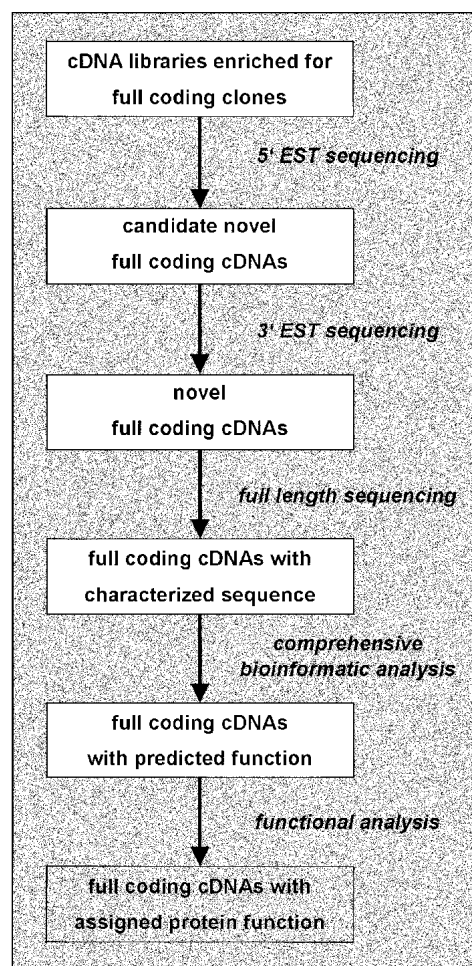 cDNA libraries enriched for
full coding clones
5' EST sequencing
candidate novel
full coding cDNAs
3' EST sequencing
novel
full coding cDNAs
full length sequencing
full coding cDNAs with
characterized sequence
comprehensive
bioinformatic analysis
full coding cDNAs
with predicted function
functional analysis
full coding cDNAs with
assigned protein function